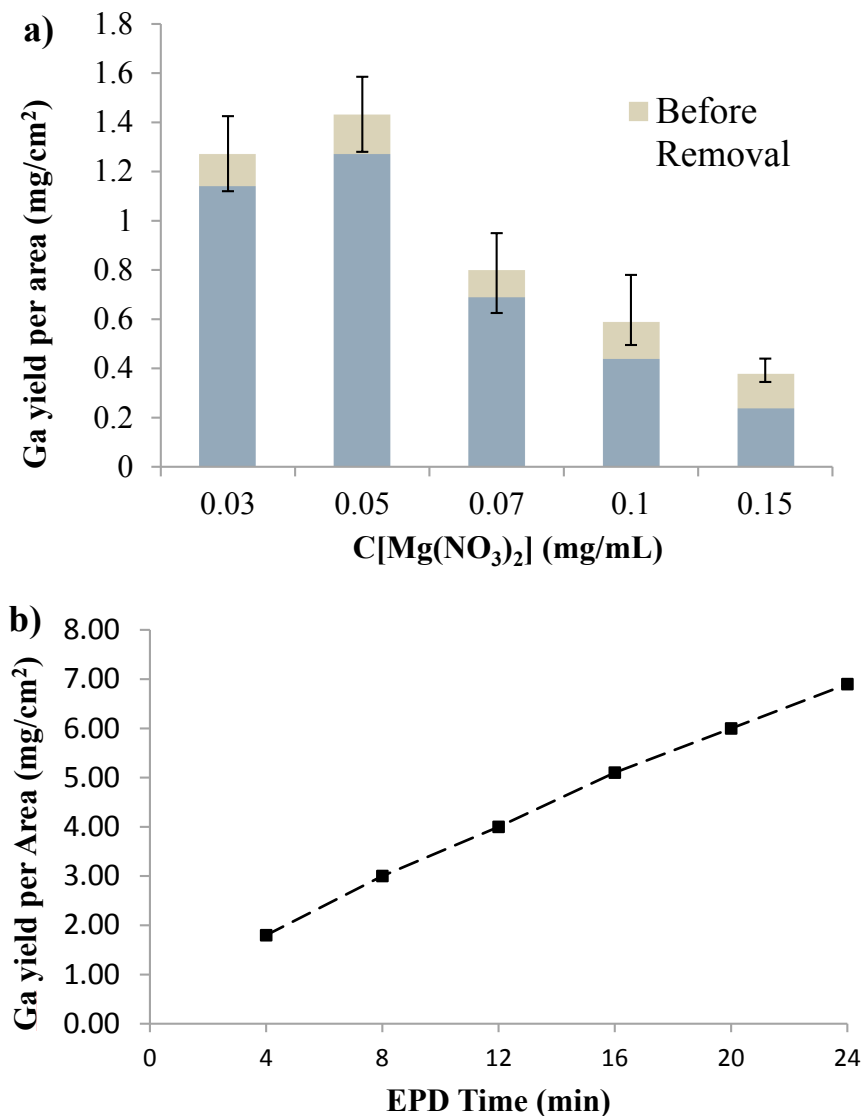 a)
1.8
1.6
1.4
1.2
1
0.8
0.6
0.4
0.2
0
Ga yield per area (mg/cm²)
Before
Removal
0.03 0.05 0.07 0.1 0.15
C[Mg(NO₃)₂] (mg/mL)
b)
8.00
7.00
6.00
5.00
4.00
3.00
2.00
1.00
0.00
Ga yield per Area (mg/cm²)
0 4 8 12 16 20 24
EPD Time (min)